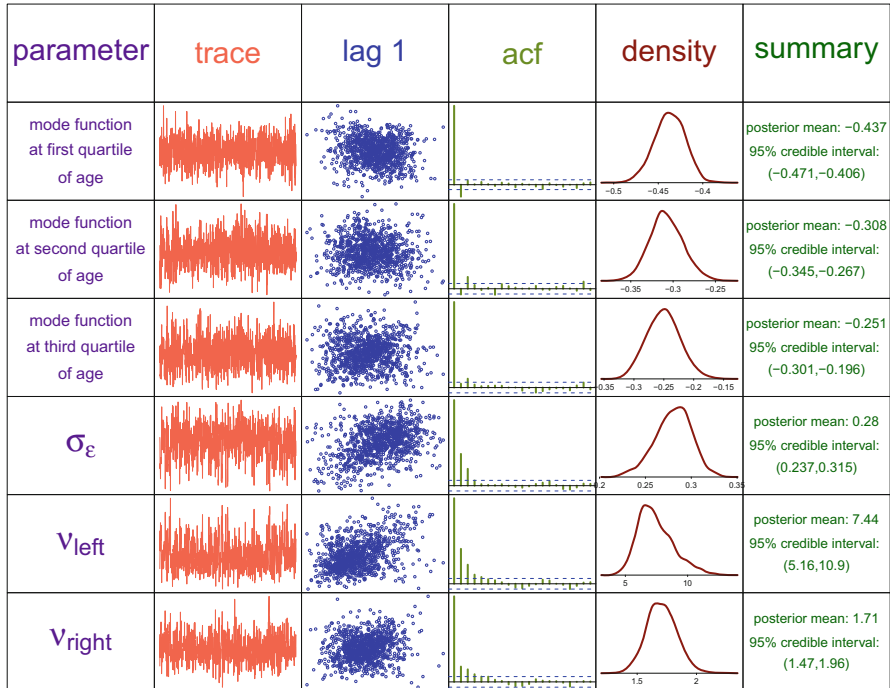 parameter trace lag 1 acf density summary
mode function
at first quartile
of age
−0.5 −0.45 −0.4
posterior mean: −0.437
95% credible interval:
(−0.471,−0.406)
mode function
at second quartile
of age
−0.35 −0.3 −0.25
posterior mean: −0.308
95% credible interval:
(−0.345,−0.267)
mode function
at third quartile
of age
−0.35 −0.3 −0.25 −0.2 −0.15
posterior mean: −0.251
95% credible interval:
(−0.301,−0.196)
σε
0.2 0.25 0.3 0.35
posterior mean: 0.28
95% credible interval:
(0.237,0.315)
νleft
5 10
posterior mean: 7.44
95% credible interval:
(5.16,10.9)
νright
1.5 2
posterior mean: 1.71
95% credible interval:
(1.47,1.96)